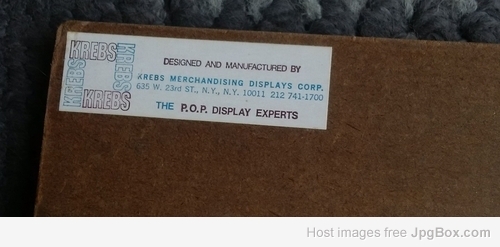 KREBS
KREBS
KREBS
KREBS
DESIGNED AND MANUFACTURED BY
KREBS MERCHANDISING DISPLAYS CORP.
635 W. 23rd ST., N.Y., N.Y. 10011 212 741-1700
THE P.O.P. DISPLAY EXPERTS
Host images free JpgBox.com